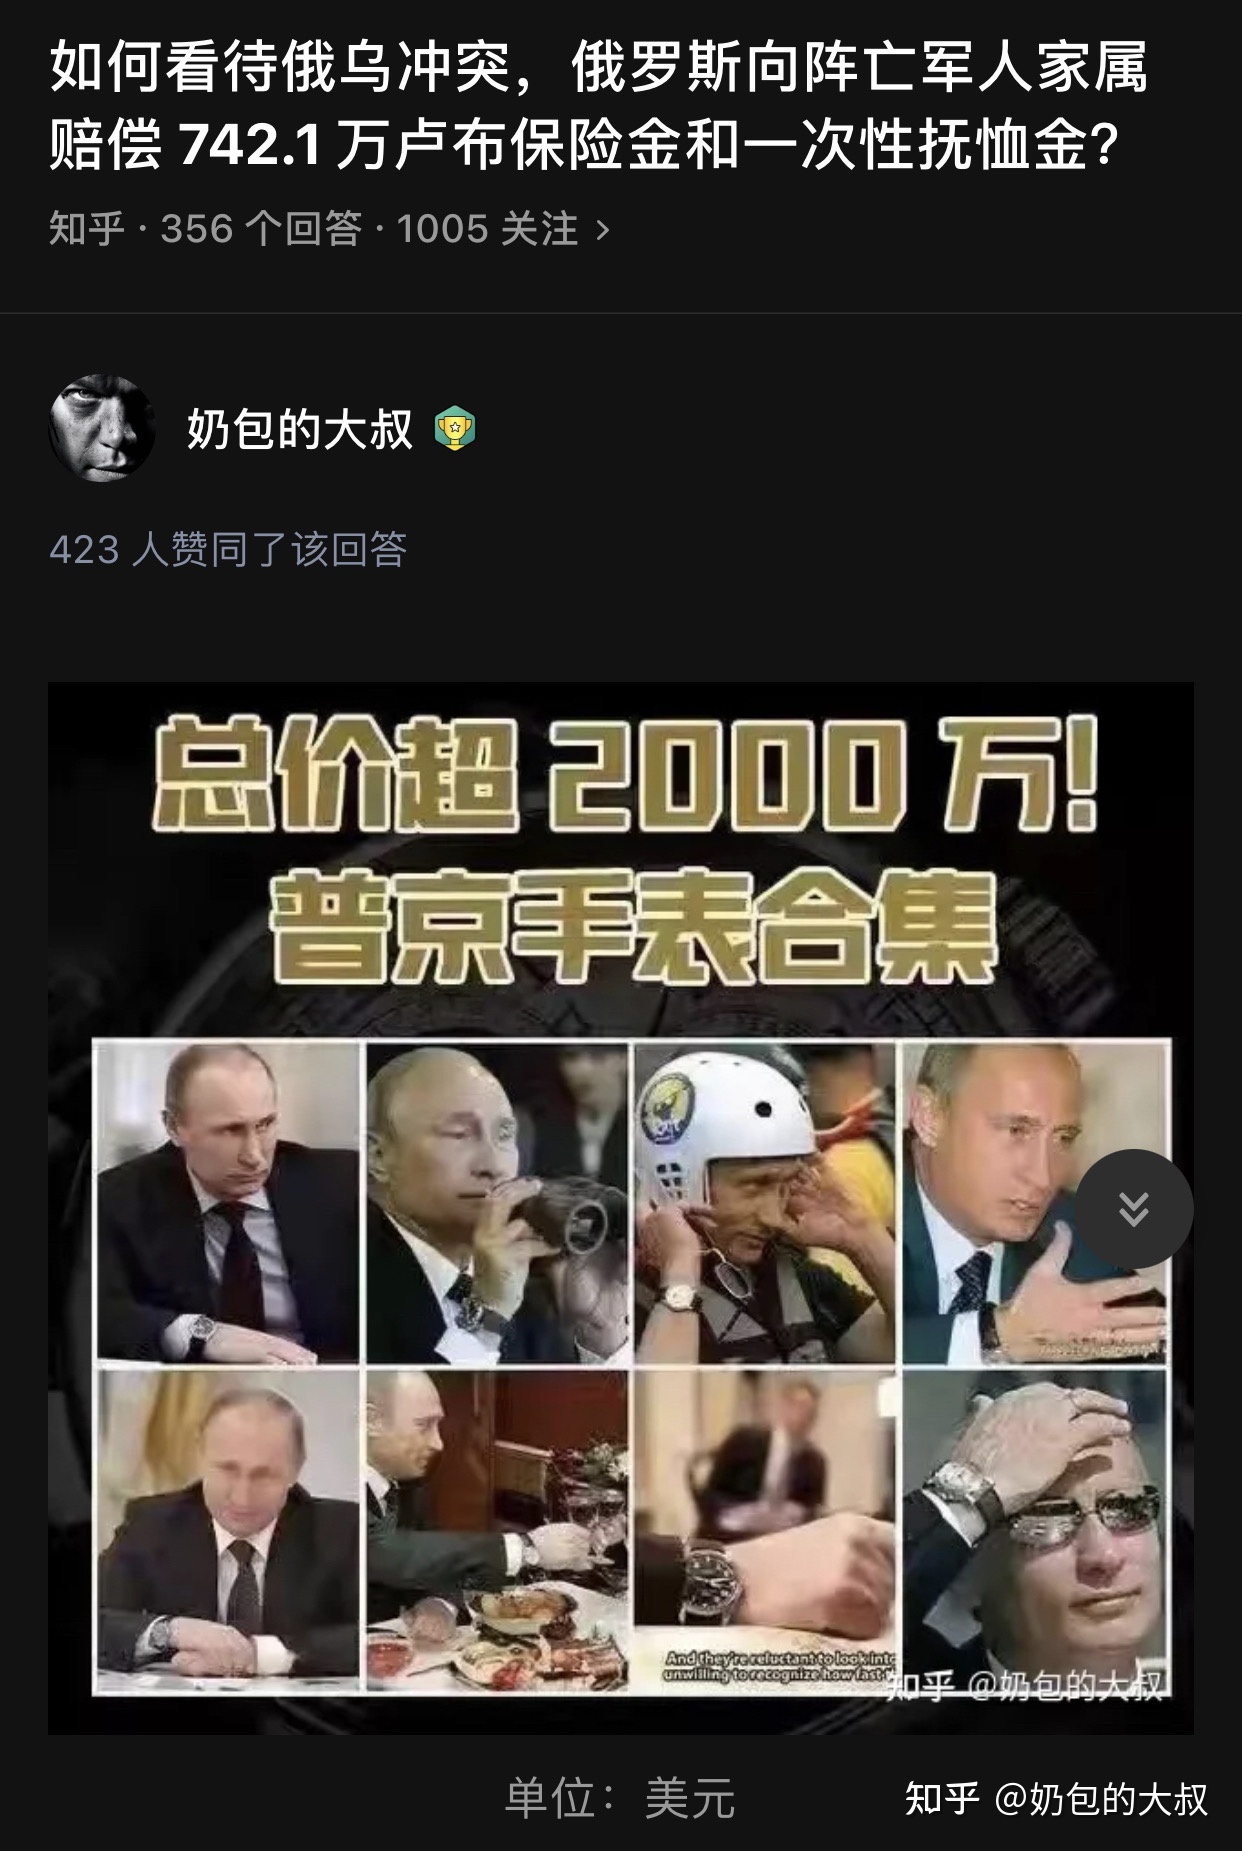 如何看待俄乌冲突，俄罗斯向阵亡军人家属
赔偿 742.1 万卢布保险金和一次性抚恤金？
知乎 · 356 个回答 · 1005 关注 >
奶包的大叔
423 人赞同了该回答
总价超 2000 万！
普京手表合集
And they're reluctant to look into
unwilling to recognize how fast
知乎 @奶包的大叔
单位：美元
知乎 @奶包的大叔